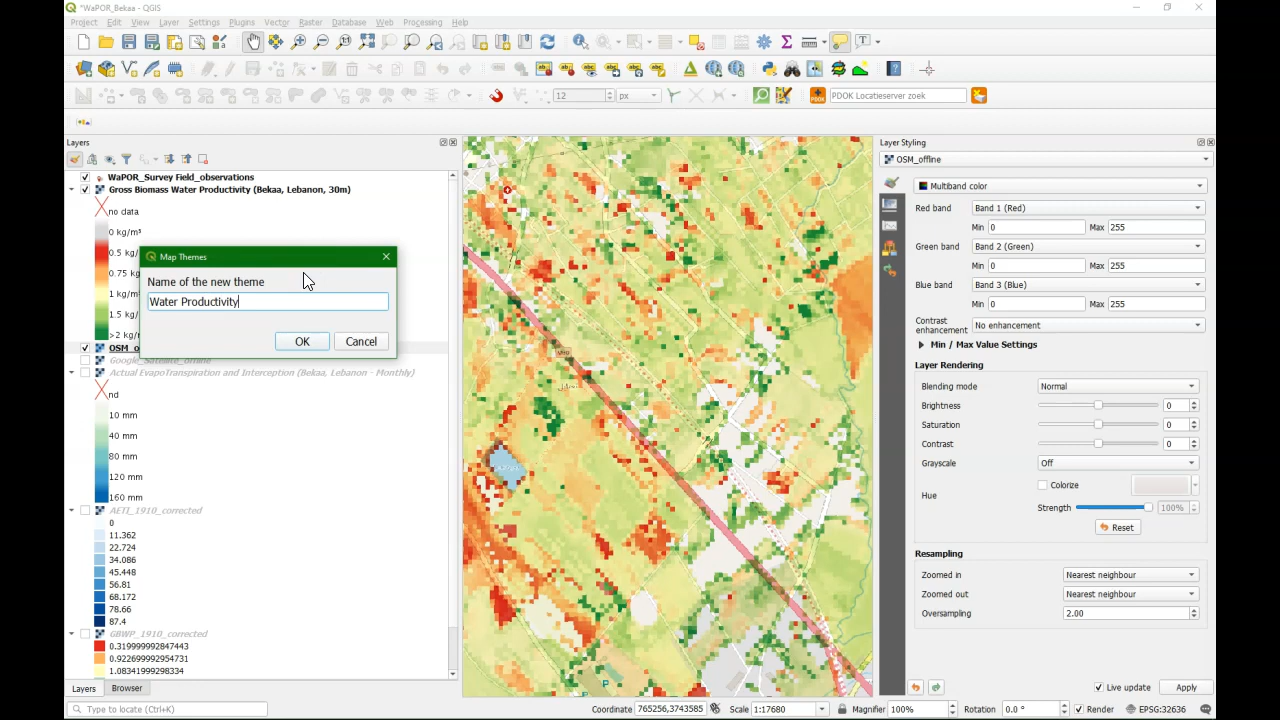 *WaPOR_Bekaa - QGIS
Project Edit View Layer Settings Plugins Vector Raster Database Web Processing Help
12 px
PDOK Locatieserver zoek
Layers
WaPOR_Survey Field_observations
Gross Biomass Water Productivity (Bekaa, Lebanon, 30m)
no data
0 kg/m³
0.5 kg/
0.75 kg
1 kg/m
1.5 kg/
>2 kg/
Map Themes
Name of the new theme
Water Productivity
OK Cancel
OSM_o
Google_Satellite_offline
Actual EvapoTranspiration and Interception (Bekaa, Lebanon - Monthly)
nd
10 mm
40 mm
80 mm
120 mm
160 mm
AETI_1910_corrected
0
11.362
22.724
34.086
45.448
56.81
68.172
78.66
87.4
GBWP_1910_corrected
0.319999992847443
0.922699992954731
1.08341999298334
Layers Browser
Layer Styling
OSM_offline
Multiband color
Red band Band 1 (Red)
Min 0 Max 255
Green band Band 2 (Green)
Min 0 Max 255
Blue band Band 3 (Blue)
Min 0 Max 255
Contrast enhancement No enhancement
Min / Max Value Settings
Layer Rendering
Blending mode Normal
Brightness 0
Saturation 0
Contrast 0
Grayscale Off
Hue Colorize
Strength 100%
Reset
Resampling
Zoomed in Nearest neighbour
Zoomed out Nearest neighbour
Oversampling 2.00
Live update Apply
Type to locate (Ctrl+K) Coordinate 765256,3743585 Scale 1:17680 Magnifier 100% Rotation 0.0 ° Render EPSG:32636